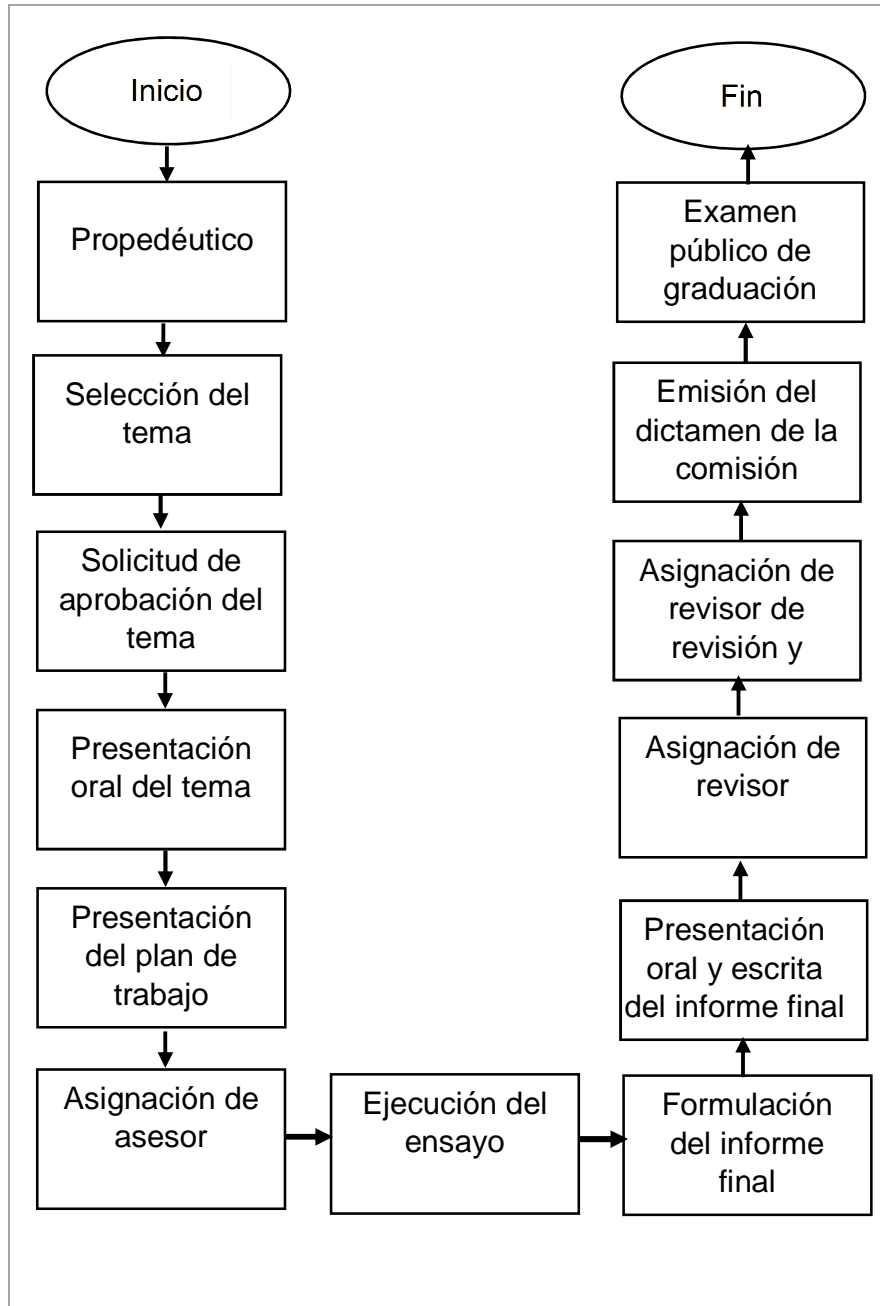 Inicio
Propedéutico
Selección del
tema
Solicitud de
aprobación del
tema
Presentación
oral del tema
Presentación
del plan de
trabajo
Asignación de
asesor
Ejecución del
ensayo
Formulación
del informe
final
Presentación
oral y escrita
del informe final
Asignación de
revisor
Asignación de
revisor de
revisión y
Emisión del
dictamen de la
comisión
Examen
público de
graduación
Fin